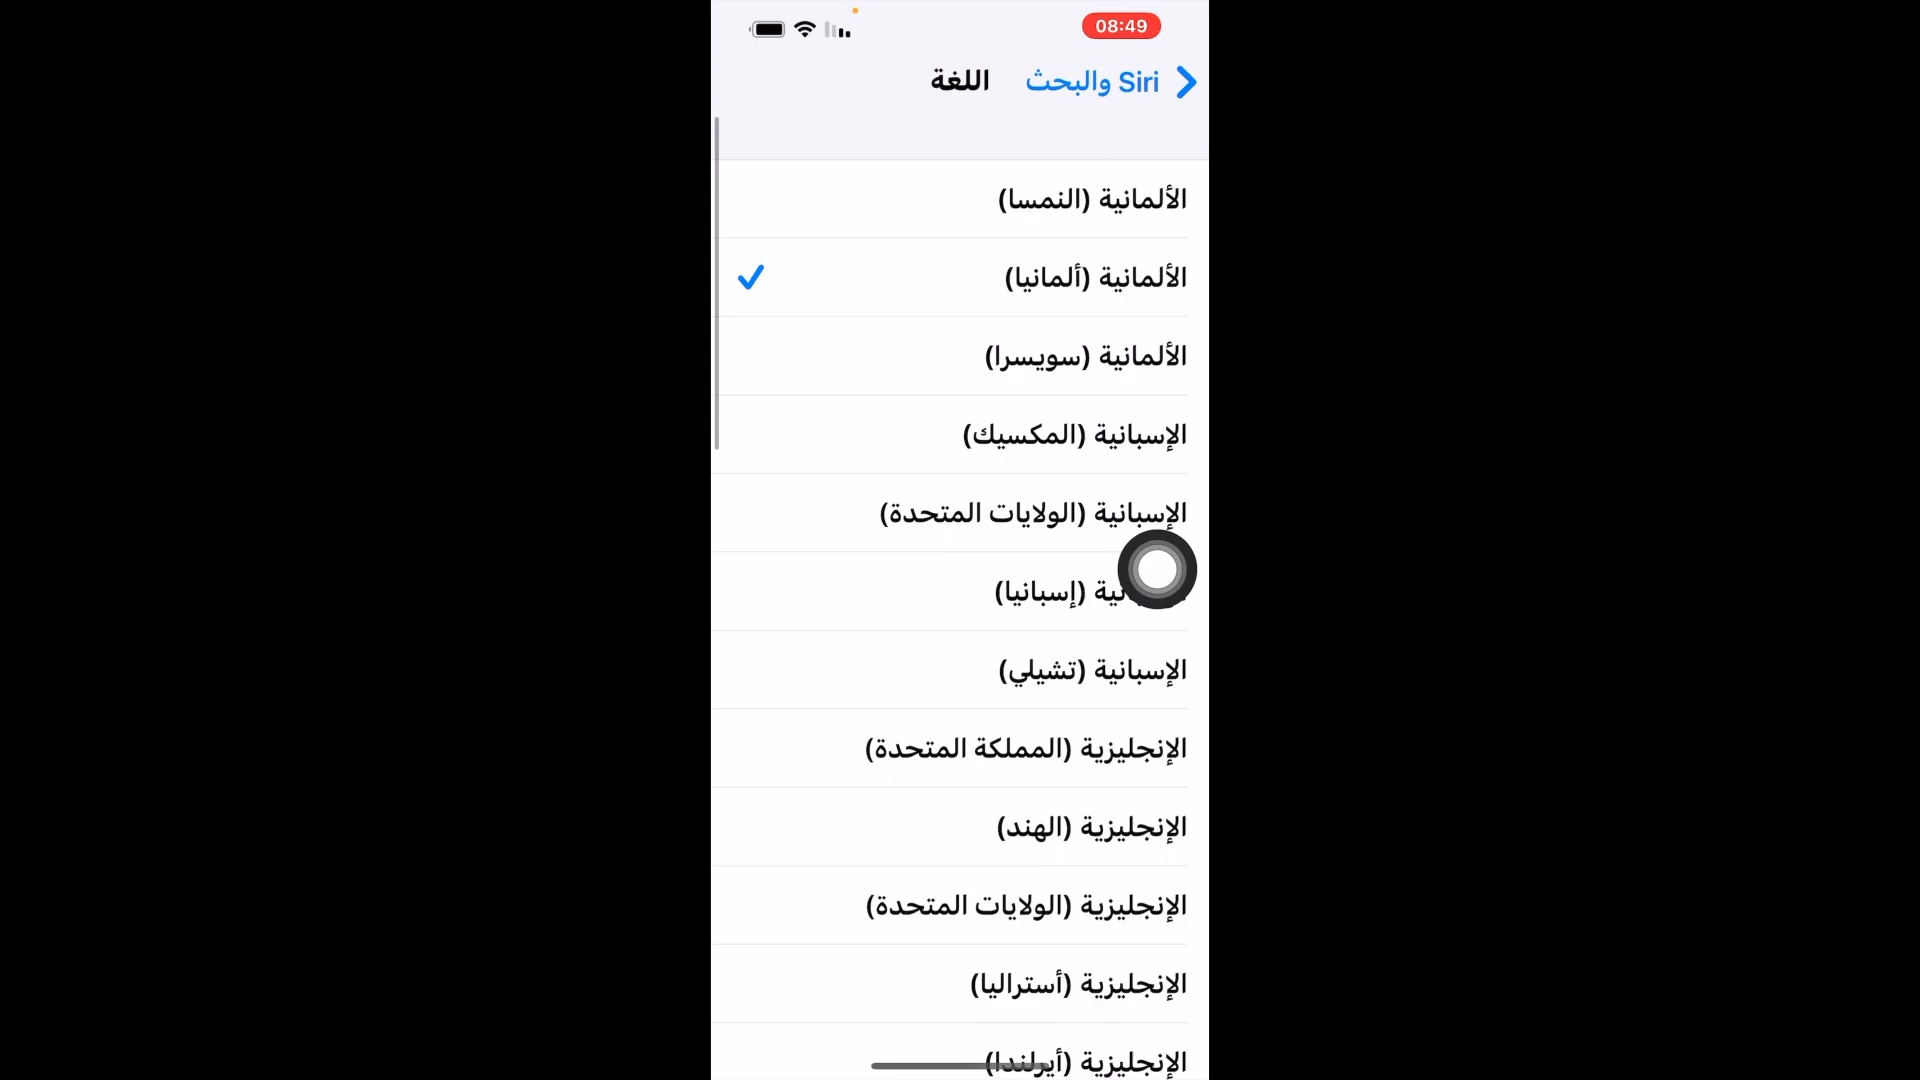 08:49
Siri والبحث
اللغة
الألمانية (النمسا)
الألمانية (ألمانيا)
الألمانية (سويسرا)
الإسبانية (المكسيك)
الإسبانية (الولايات المتحدة)
(إسبانيا)
الإسبانية (تشيلي)
الإنجليزية (المملكة المتحدة)
الإنجليزية (الهند)
الإنجليزية (الولايات المتحدة)
الإنجليزية (أستراليا)
الإنجليزية (أيرلندا)